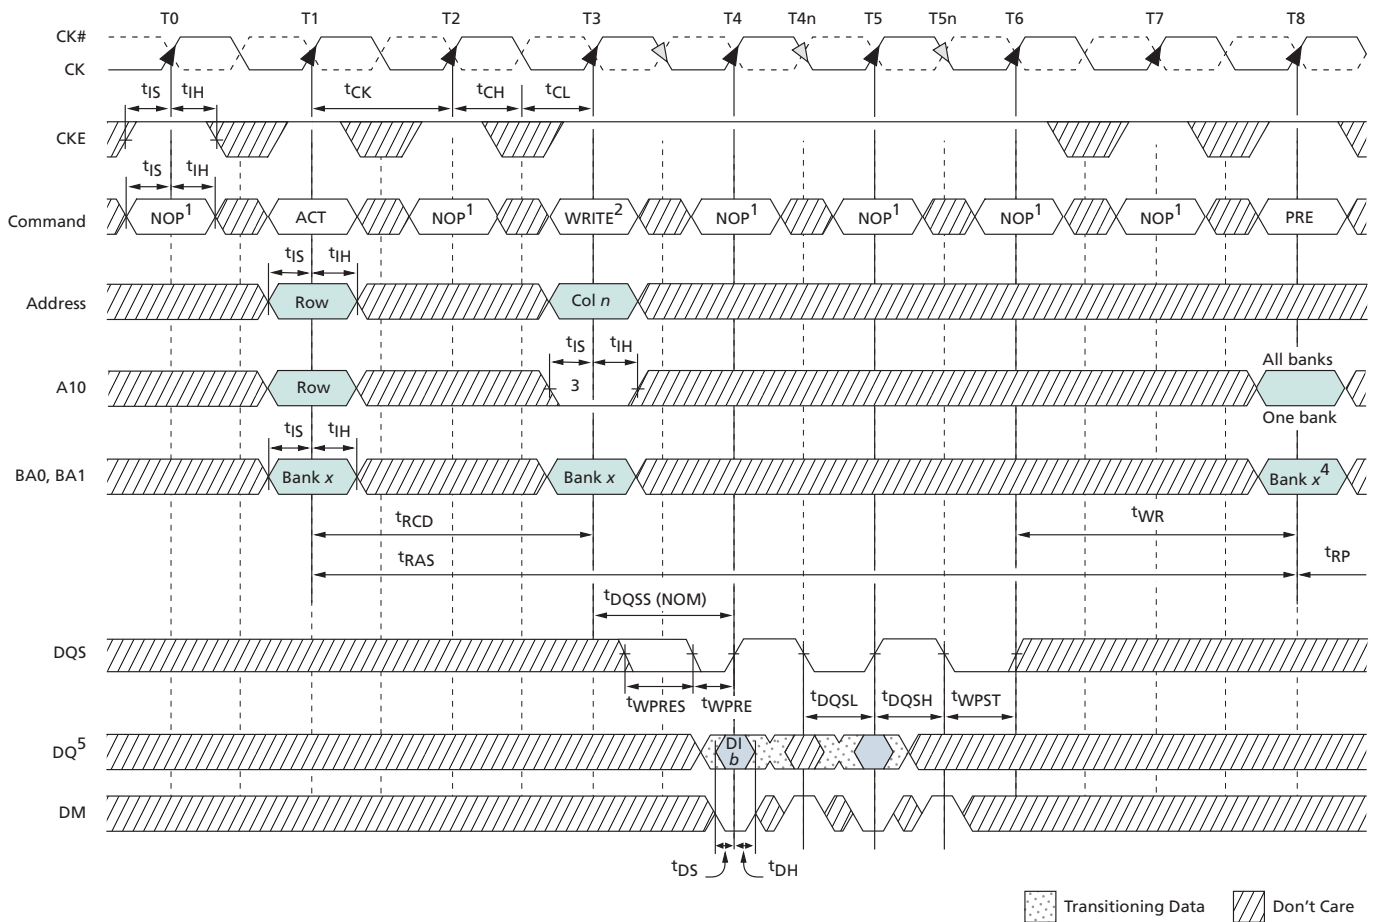 T0 T1 T2 T3 T4 T4n T5 T5n T6 T7 T8
CK#
CK
tIS tIH tCK tCH tCL
CKE
tIS tIH
Command NOP1 ACT NOP1 WRITE2 NOP1 NOP1 NOP1 NOP1 PRE
tIS tIH
Address Row Col n
tIS tIH
All banks
A10 Row 3
One bank
tIS tIH
BA0, BA1 Bank x Bank x Bank x4
tRCD tWR
tRAS tRP
tDQSS (NOM)
DQS
tWPRES tWPRE tDQSL tDQSH tWPST
DQ5 DI
b
DM
tDS tDH
Transitioning Data Don't Care